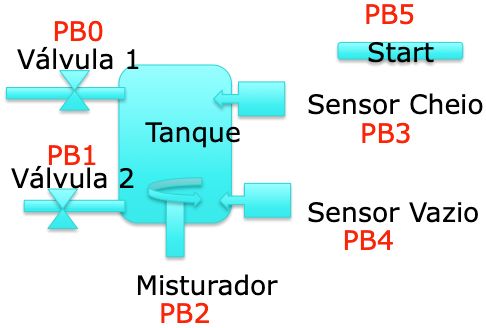 PB0
Válvula 1
PB5
Start
Tanque
Sensor Cheio
PB3
PB1
Válvula 2
Sensor Vazio
PB4
Misturador
PB2